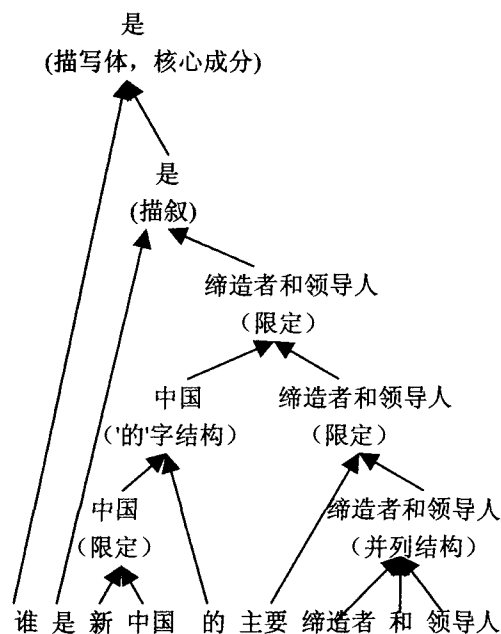 是
(描写体，核心成分)
是
(描叙)
缔造者和领导人
（限定）
中国 缔造者和领导人
（'的'字结构） （限定）
中国 缔造者和领导人
（限定） （并列结构）
谁 是 新 中国 的 主要 缔造者 和 领导人